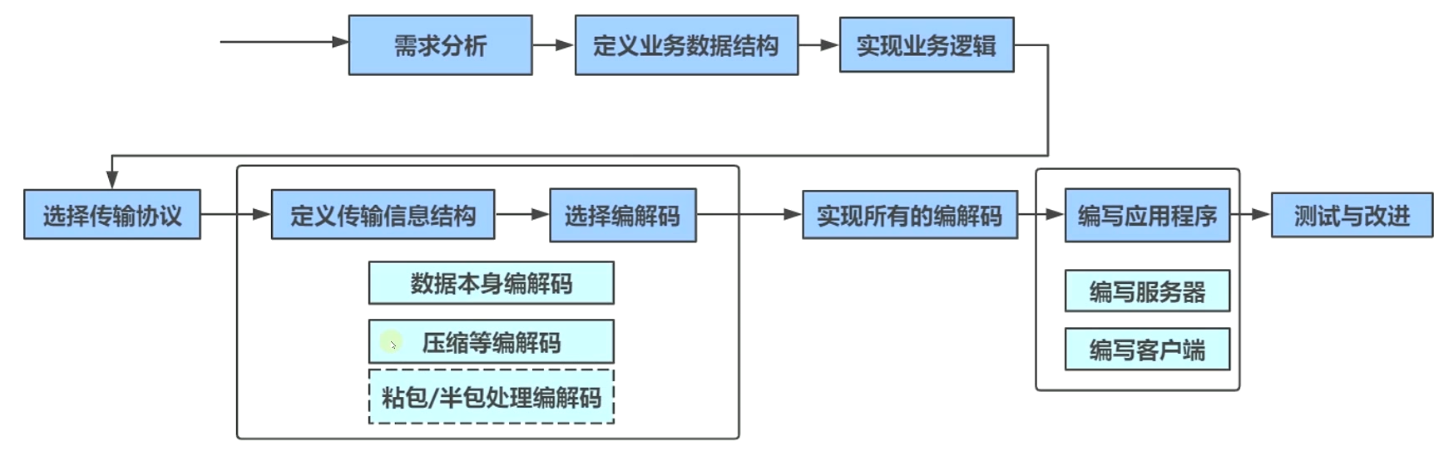 需求分析
定义业务数据结构
实现业务逻辑
选择传输协议
定义传输信息结构
选择编解码
数据本身编解码
压缩等编解码
粘包/半包处理编解码
实现所有的编解码
编写应用程序
编写服务器
编写客户端
测试与改进